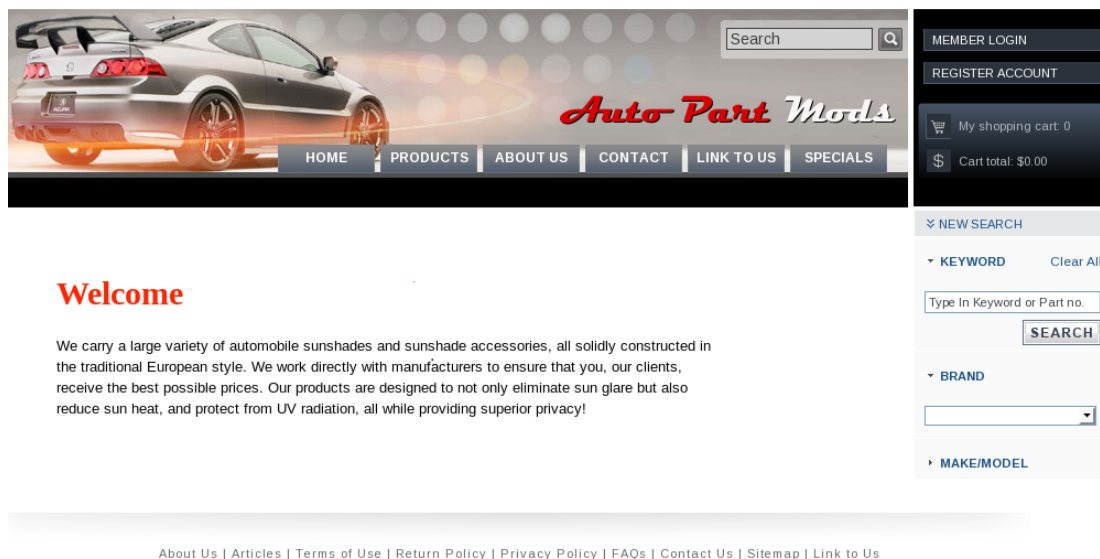 Search
MEMBER LOGIN
REGISTER ACCOUNT
My shopping cart: 0
$ Cart total: $0.00
Auto Part Mods
HOME PRODUCTS ABOUT US CONTACT LINK TO US SPECIALS
NEW SEARCH
KEYWORD Clear All
Type In Keyword or Part no.
SEARCH
BRAND
MAKE/MODEL
Welcome
We carry a large variety of automobile sunshades and sunshade accessories, all solidly constructed in
the traditional European style. We work directly with manufacturers to ensure that you, our clients,
receive the best possible prices. Our products are designed to not only eliminate sun glare but also
reduce sun heat, and protect from UV radiation, all while providing superior privacy!
About Us | Articles | Terms of Use | Return Policy | Privacy Policy | FAQs | Contact Us | Sitemap | Link to Us